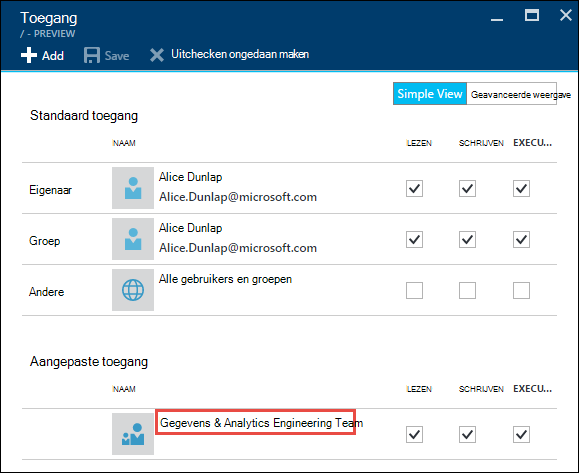 Toegang
/ - PREVIEW
Add Save Uitchecken ongedaan maken
Simple View Geavanceerde weergave
Standaard toegang
NAAM LEZEN SCHRIJVEN EXECU...
Eigenaar Alice Dunlap
Alice.Dunlap@microsoft.com
Groep Alice Dunlap
Alice.Dunlap@microsoft.com
Andere Alle gebruikers en groepen
Aangepaste toegang
NAAM LEZEN SCHRIJVEN EXECU...
Gegevens & Analytics Engineering Team